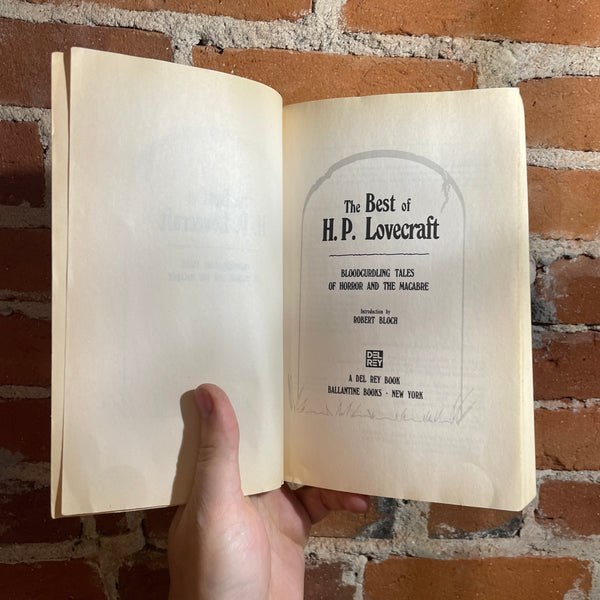 The Best of
H. P. Lovecraft
BLOODCURDLING TALES
OF HORROR AND THE MACABRE
Introduction by
ROBERT BLOCH
DEL
REY
A DEL REY BOOK
BALLANTINE BOOKS · NEW YORK